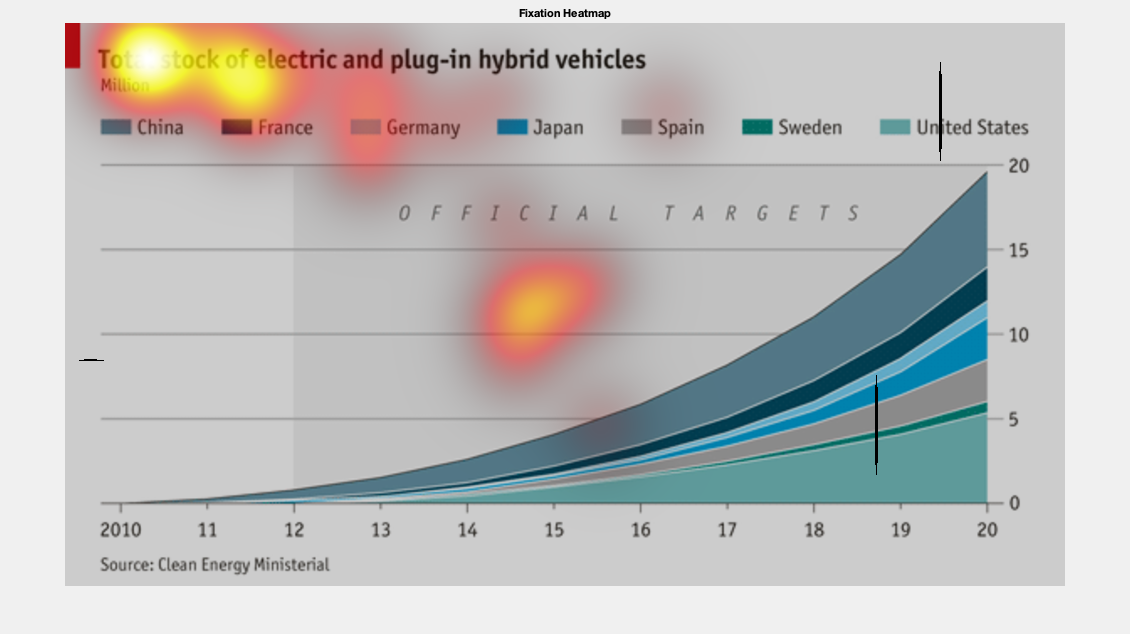 Fixation Heatmap
Total stock of electric and plug-in hybrid vehicles
Million
China France Germany Japan Spain Sweden United States
20
OFFICIAL TARGETS
15
10
5
0
2010 11 12 13 14 15 16 17 18 19 20
Source: Clean Energy Ministerial